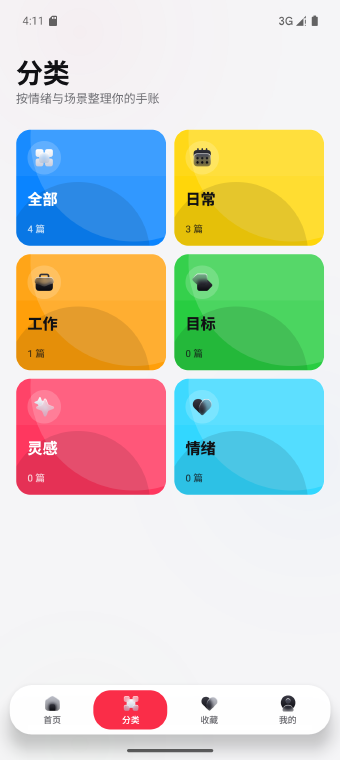 4:11 3G
分类
按情绪与场景整理你的手账
全部
4 篇
日常
3 篇
工作
1 篇
目标
0 篇
灵感
0 篇
情绪
0 篇
首页 分类 收藏 我的